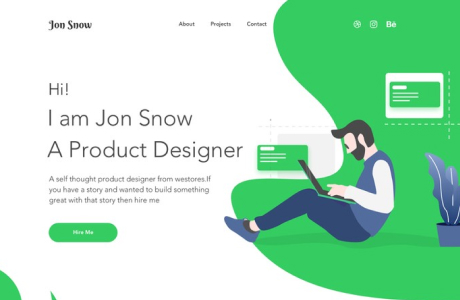 Jon Snow
About Projects Contact
Bē
Hi!
I am Jon Snow
A Product Designer
A self thought product designer from westores.If
you have a story and wanted to build something
great with that story then hire me
Hire Me